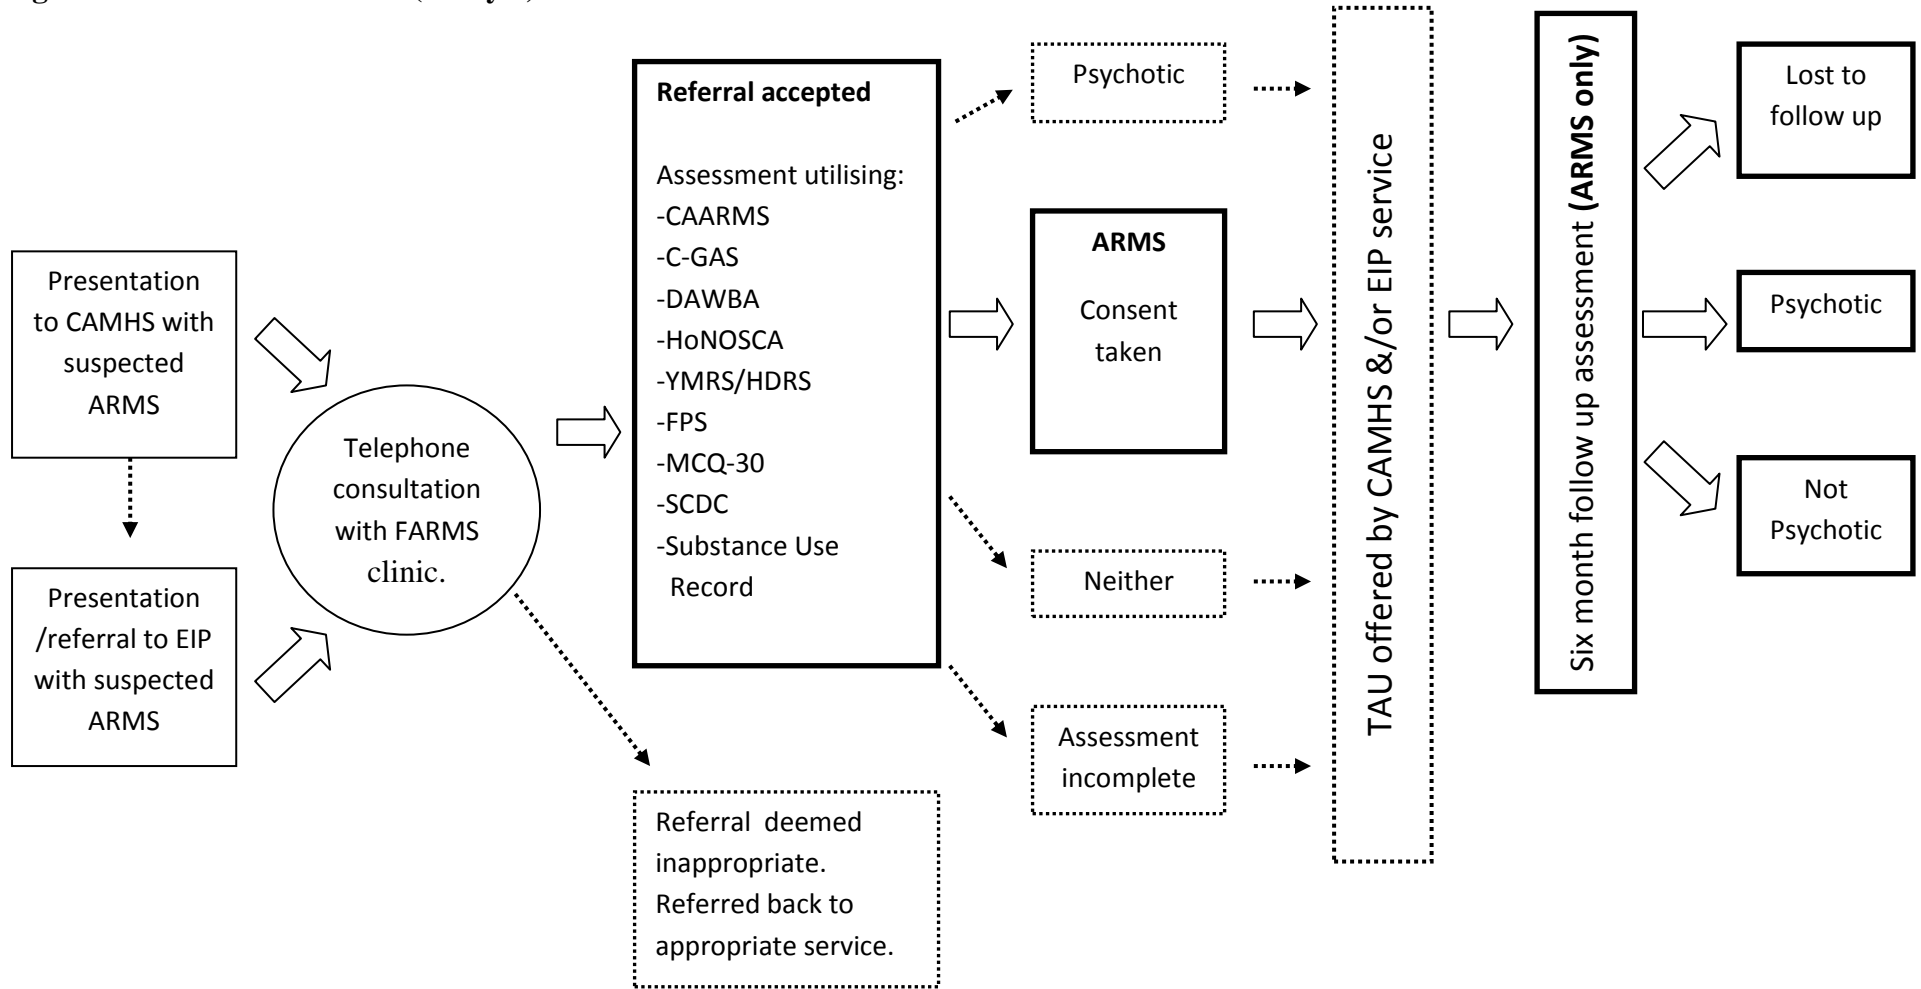 Presentation
to CAMHS with
suspected
ARMS
Presentation
/referral to EIP
with suspected
ARMS
Telephone
consultation
with FARMS
clinic.
Referral accepted
Assessment utilising:
-CAARMS
-C-GAS
-DAWBA
-HoNOSCA
-YMRS/HDRS
-FPS
-MCQ-30
-SCDC
-Substance Use
Record
Referral deemed
inappropriate.
Referred back to
appropriate service.
Psychotic
ARMS
Consent
taken
Neither
Assessment
incomplete
TAU offered by CAMHS &/or EIP service
Six month follow up assessment (ARMS only)
Lost to
follow up
Psychotic
Not
Psychotic